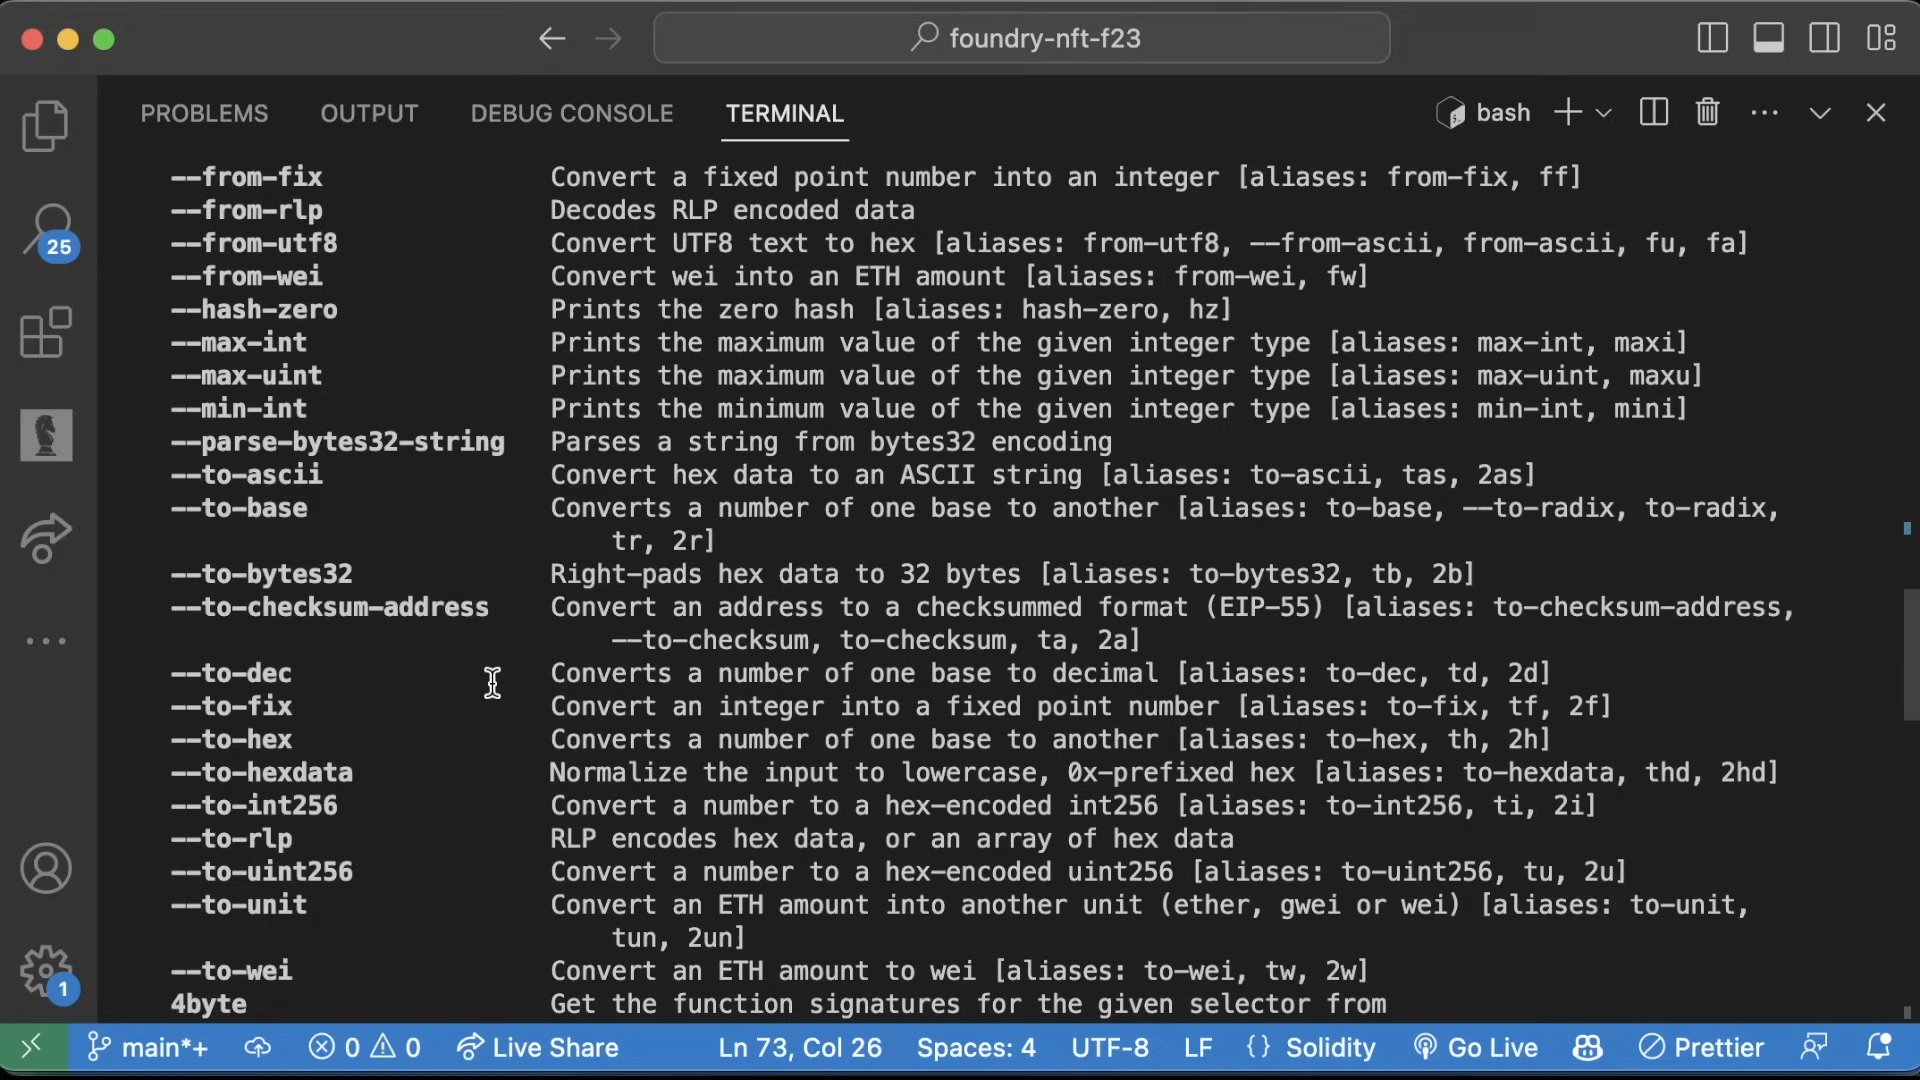 foundry-nft-f23
PROBLEMS OUTPUT DEBUG CONSOLE TERMINAL bash
--from-fix Convert a fixed point number into an integer [aliases: from-fix, ff]
--from-rlp Decodes RLP encoded data
--from-utf8 Convert UTF8 text to hex [aliases: from-utf8, --from-ascii, from-ascii, fu, fa]
--from-wei Convert wei into an ETH amount [aliases: from-wei, fw]
--hash-zero Prints the zero hash [aliases: hash-zero, hz]
--max-int Prints the maximum value of the given integer type [aliases: max-int, maxi]
--max-uint Prints the maximum value of the given integer type [aliases: max-uint, maxu]
--min-int Prints the minimum value of the given integer type [aliases: min-int, mini]
--parse-bytes32-string Parses a string from bytes32 encoding
--to-ascii Convert hex data to an ASCII string [aliases: to-ascii, tas, 2as]
--to-base Converts a number of one base to another [aliases: to-base, --to-radix, to-radix,
tr, 2r]
--to-bytes32 Right-pads hex data to 32 bytes [aliases: to-bytes32, tb, 2b]
--to-checksum-address Convert an address to a checksummed format (EIP-55) [aliases: to-checksum-address,
--to-checksum, to-checksum, ta, 2a]
--to-dec Converts a number of one base to decimal [aliases: to-dec, td, 2d]
--to-fix Convert an integer into a fixed point number [aliases: to-fix, tf, 2f]
--to-hex Converts a number of one base to another [aliases: to-hex, th, 2h]
--to-hexdata Normalize the input to lowercase, 0x-prefixed hex [aliases: to-hexdata, thd, 2hd]
--to-int256 Convert a number to a hex-encoded int256 [aliases: to-int256, ti, 2i]
--to-rlp RLP encodes hex data, or an array of hex data
--to-uint256 Convert a number to a hex-encoded uint256 [aliases: to-uint256, tu, 2u]
--to-unit Convert an ETH amount into another unit (ether, gwei or wei) [aliases: to-unit,
tun, 2un]
--to-wei Convert an ETH amount to wei [aliases: to-wei, tw, 2w]
4byte Get the function signatures for the given selector from
25
1
main*+ 0 0 Live Share Ln 73, Col 26 Spaces: 4 UTF-8 LF {} Solidity Go Live Prettier